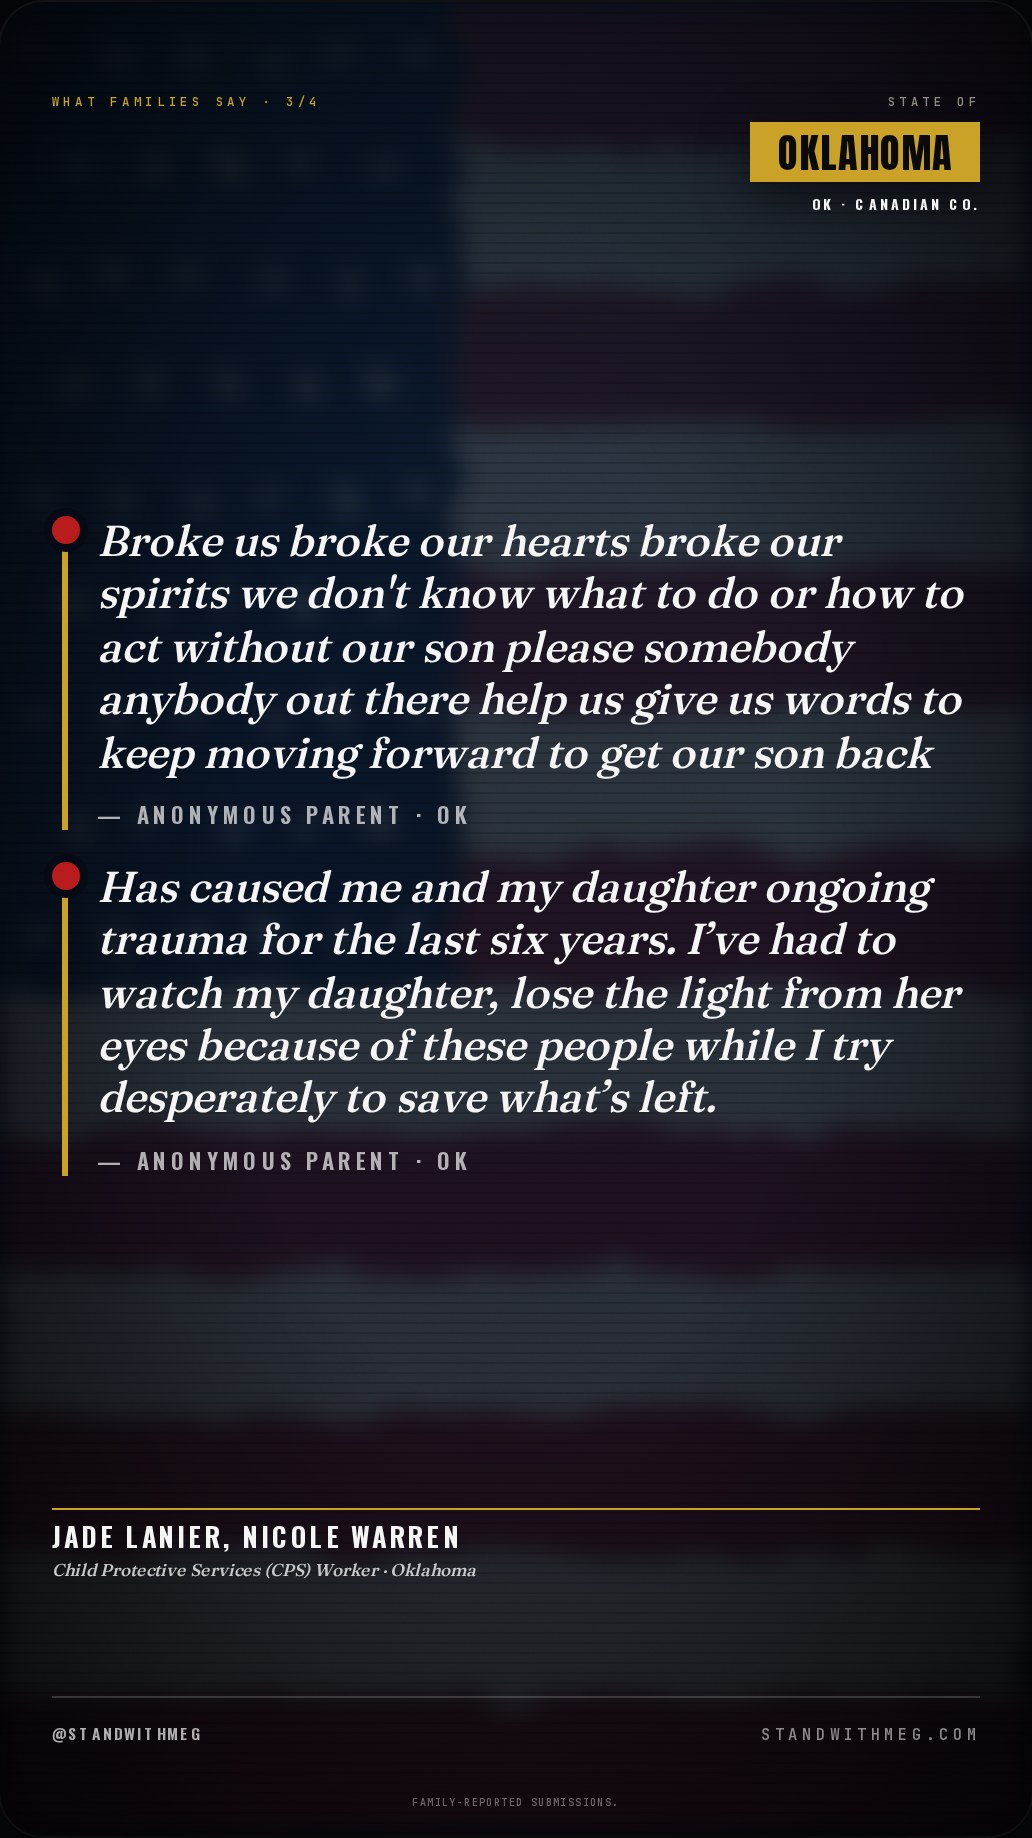 WHAT FAMILIES SAY · 3/4
STATE OF
OKLAHOMA
OK · CANADIAN CO.
Broke us broke our hearts broke our
spirits we don't know what to do or how to
act without our son please somebody
anybody out there help us give us words to
keep moving forward to get our son back
— ANONYMOUS PARENT · OK
Has caused me and my daughter ongoing
trauma for the last six years. I’ve had to
watch my daughter, lose the light from her
eyes because of these people while I try
desperately to save what’s left.
— ANONYMOUS PARENT · OK
JADE LANIER, NICOLE WARREN
Child Protective Services (CPS) Worker · Oklahoma
@STANDWITHMEG
STANDWITHMEG.COM
FAMILY-REPORTED SUBMISSIONS.